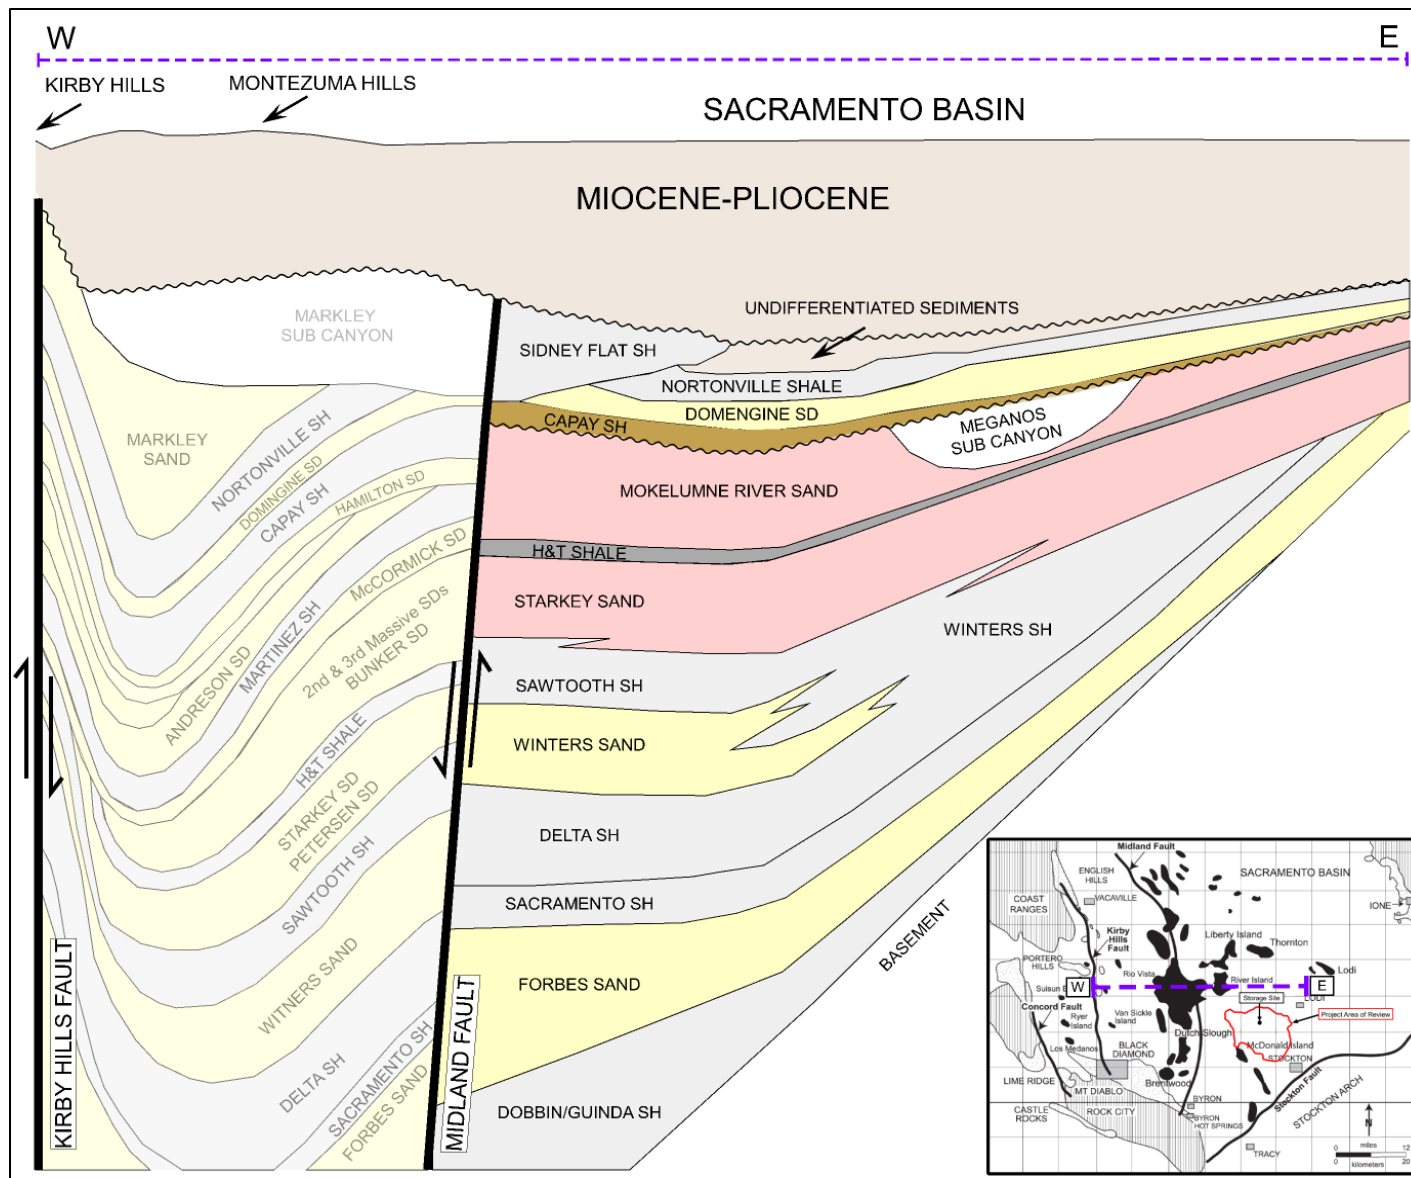 W
E
KIRBY HILLS
MONTEZUMA HILLS
SACRAMENTO BASIN
MIOCENE-PLIOCENE
UNDIFFERENTIATED SEDIMENTS
MARKLEY
SUB CANYON
SIDNEY FLAT SH
NORTONVILLE SHALE
DOMENGINE SD
CAPAY SH
MEGANOS
SUB CANYON
MARKLEY
SAND
NORTONVILLE SH
DOMINGINE SD
CAPAY SH
HAMILTON SD
MOKELUMNE RIVER SAND
H&T SHALE
STARKEY SAND
McCORMICK SD
MARTINEZ SH
ANDRESON SD
2nd & 3rd Massive SDs
BUNKER SD
WINTERS SH
SAWTOOTH SH
WINTERS SAND
H&T SHALE
STARKEY SD
PETERSEN SD
SAWTOOTH SH
DELTA SH
SACRAMENTO SH
WITNERS SAND
FORBES SAND
BASEMENT
DELTA SH
SACRAMENTO SH
FORBES SAND
DOBBIN/GUINDA SH
KIRBY HILLS FAULT
MIDLAND FAULT
Midland Fault
SACRAMENTO BASIN
ENGLISH
HILLS
COAST
RANGES
VACAVILLE
IONE
Kirby
Hills
Fault
Liberty Island
Thornton
PORTERO
HILLS
Rio Vista
River Island
Lodi
W
E
Suisun
LODI
Storage Site
Concord Fault
Project Area of Review
Ryer
Island
Van Sickle
Island
Dutch Slough
McDonald Island
Los Medanos
BLACK
DIAMOND
STOCKTON
LIME RIDGE
MT DIABLO
Brentwood
Stockton Fault
STOCKTON ARCH
CASTLE
ROCKS
ROCK CITY
BYRON
BYRON
HOT SPRINGS
TRACY
N
miles
0
12
0
20
kilometers